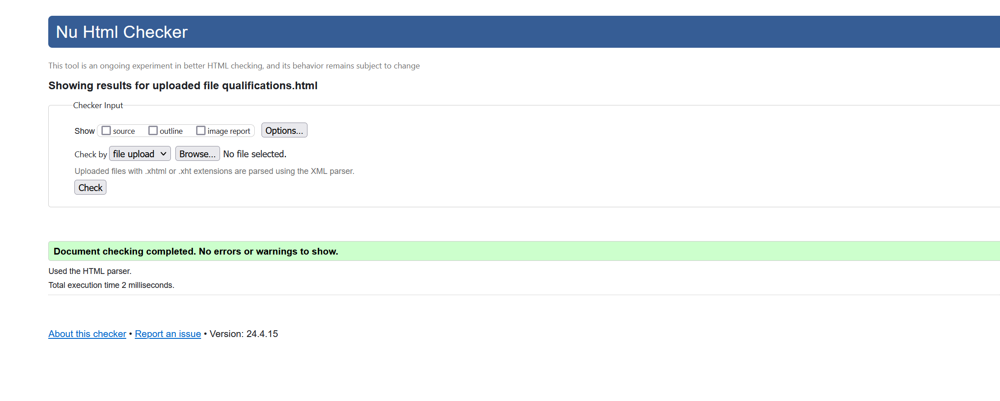 Nu Html Checker
This tool is an ongoing experiment in better HTML checking, and its behavior remains subject to change
Showing results for uploaded file qualifications.html
Checker Input
Show source outline image report Options...
Check by file upload Browse... No file selected.
Uploaded files with .xhtml or .xht extensions are parsed using the XML parser.
Check
Document checking completed. No errors or warnings to show.
Used the HTML parser.
Total execution time 2 milliseconds.
About this checker • Report an issue • Version: 24.4.15